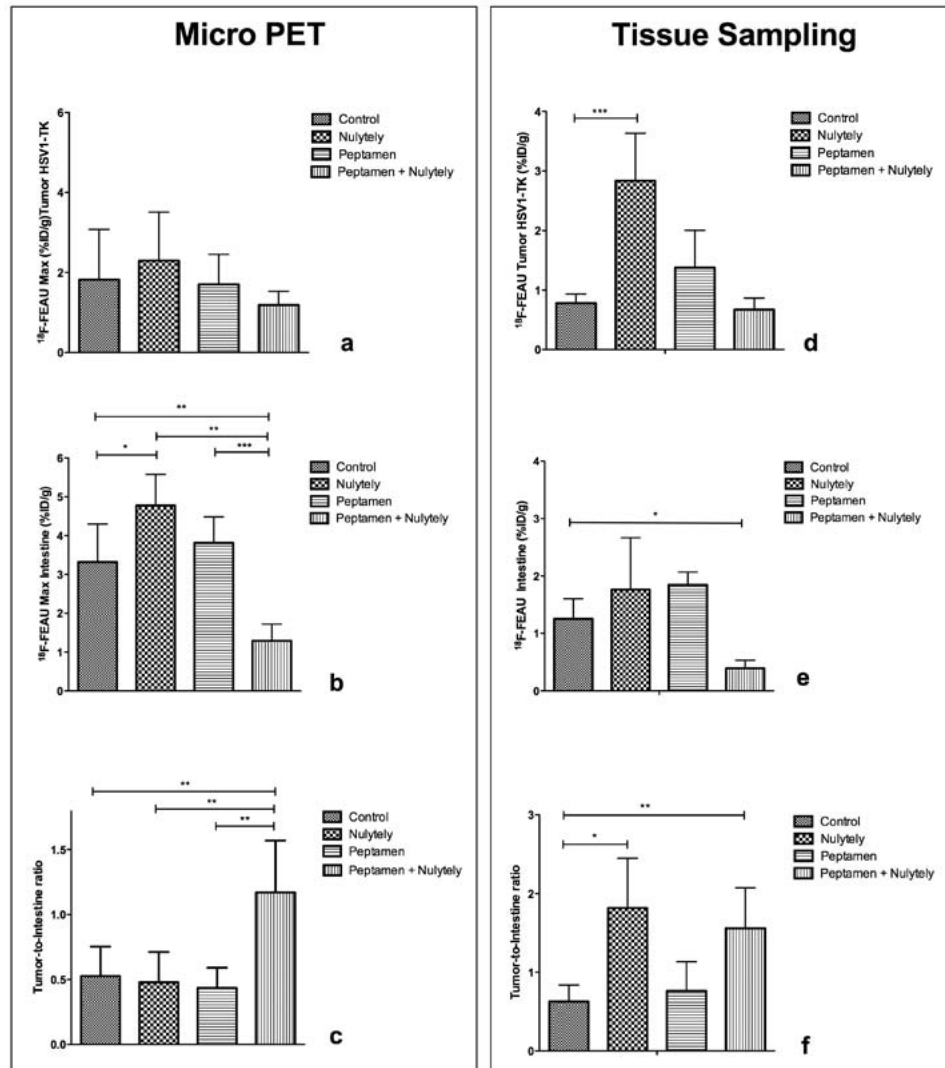 Micro PET
¹⁸F-FEAU Max (%ID/g)Tumor HSV1-TK
6
4
2
0
Control
Nulytely
Peptamen
Peptamen + Nulytely
a
¹⁸F-FEAU Max Intestine (%ID/g)
6
5
4
3
2
1
0
**
*
**
***
Control
Nulytely
Peptamen
Peptamen + Nulytely
b
Tumor-to-Intestine ratio
1.5
1.0
0.5
0.0
**
**
**
Control
Nulytely
Peptamen
Peptamen + Nulytely
c
Tissue Sampling
¹⁸F-FEAU Tumor HSV1-TK (%ID/g)
4
3
2
1
0
***
Control
Nulytely
Peptamen
Peptamen + Nulytely
d
¹⁸F-FEAU Intestine (%ID/g)
4
3
2
1
0
*
Control
Nulytely
Peptamen
Peptamen + Nulytely
e
Tumor-to-Intestine ratio
3
2
1
0
**
*
Control
Nulytely
Peptamen
Peptamen + Nulytely
f